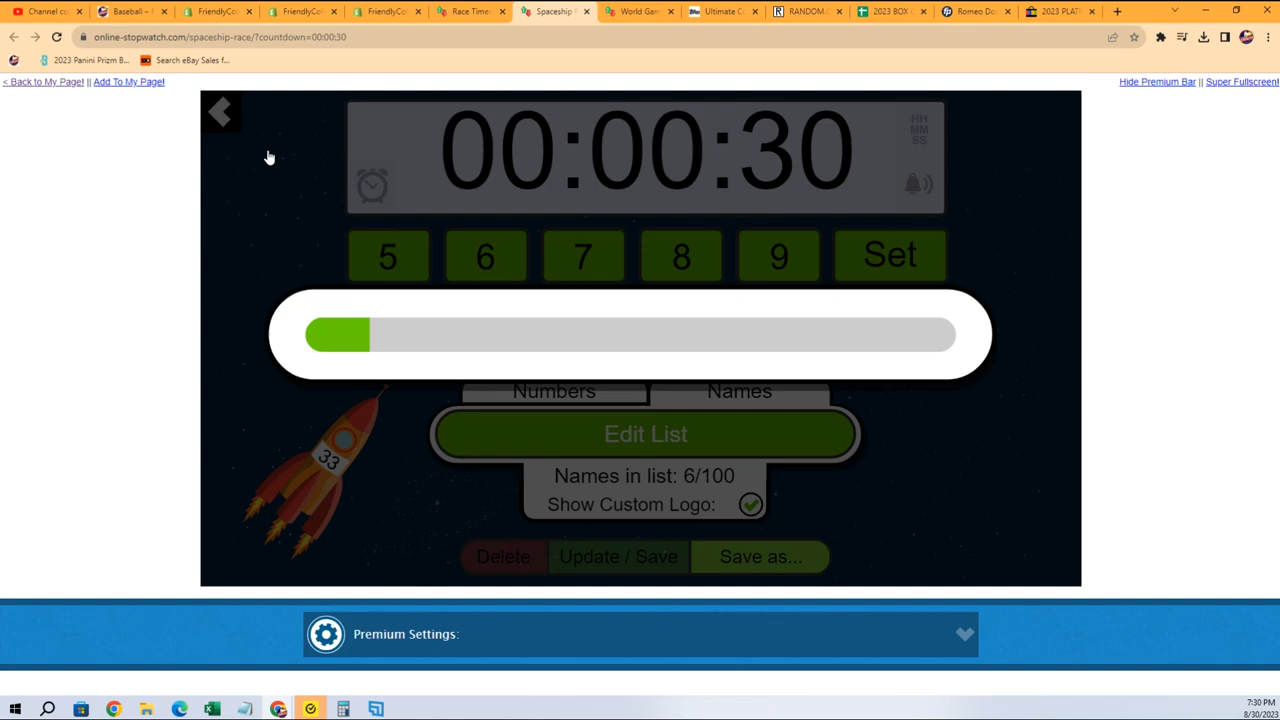 Channel co
Baseball –
FriendlyCo
FriendlyCo
FriendlyCo
Race Time
Spaceship
World Gam
Ultimate C
RANDOM.O
2023 BOX
Romeo Do
2023 PLAT
online-stopwatch.com/spaceship-race/?countdown=00:00:30
2023 Panini Prizm B...
Search eBay Sales f...
< Back to My Page! || Add To My Page!
Hide Premium Bar || Super Fullscreen!
00:00:30
HH
MM
SS
5 6 7 8 9 Set
Numbers Names
Edit List
33
Names in list: 6/100
Show Custom Logo:
Delete Update / Save Save as...
Premium Settings:
7:30 PM
8/30/2023